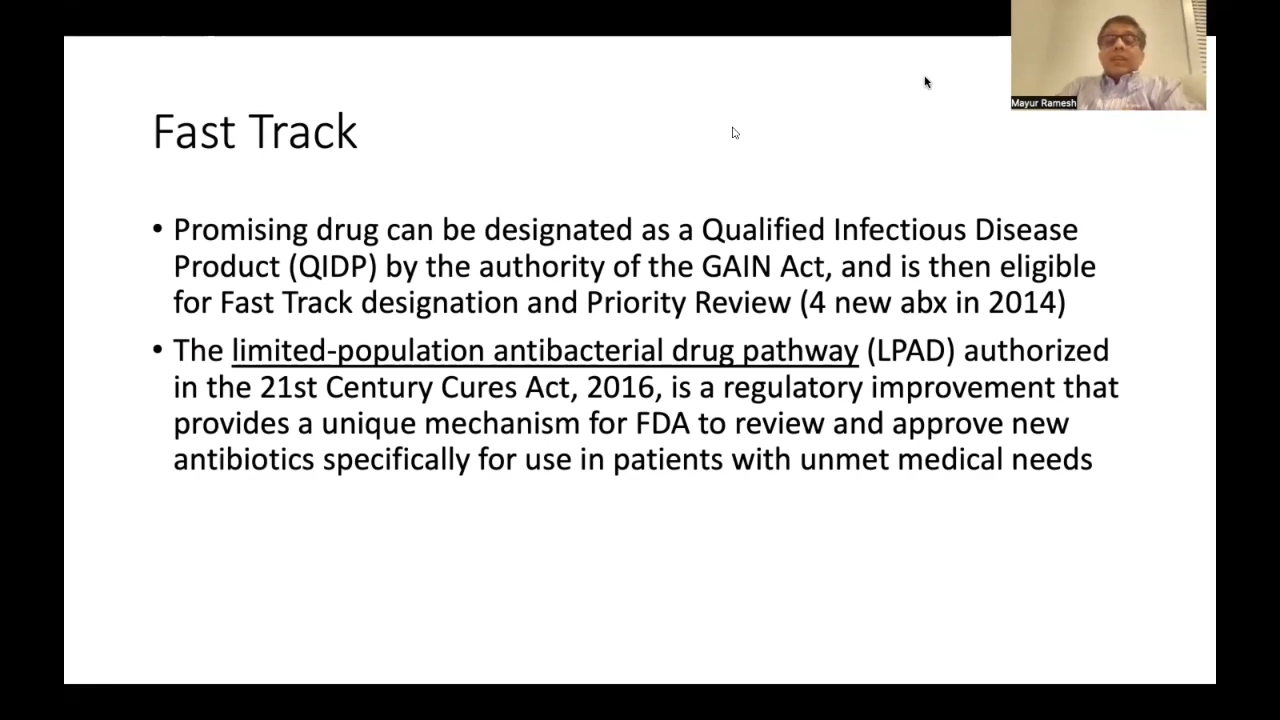 Mayur Ramesh
Fast Track
• Promising drug can be designated as a Qualified Infectious Disease
Product (QIDP) by the authority of the GAIN Act, and is then eligible
for Fast Track designation and Priority Review (4 new abx in 2014)
• The limited-population antibacterial drug pathway (LPAD) authorized
in the 21st Century Cures Act, 2016, is a regulatory improvement that
provides a unique mechanism for FDA to review and approve new
antibiotics specifically for use in patients with unmet medical needs